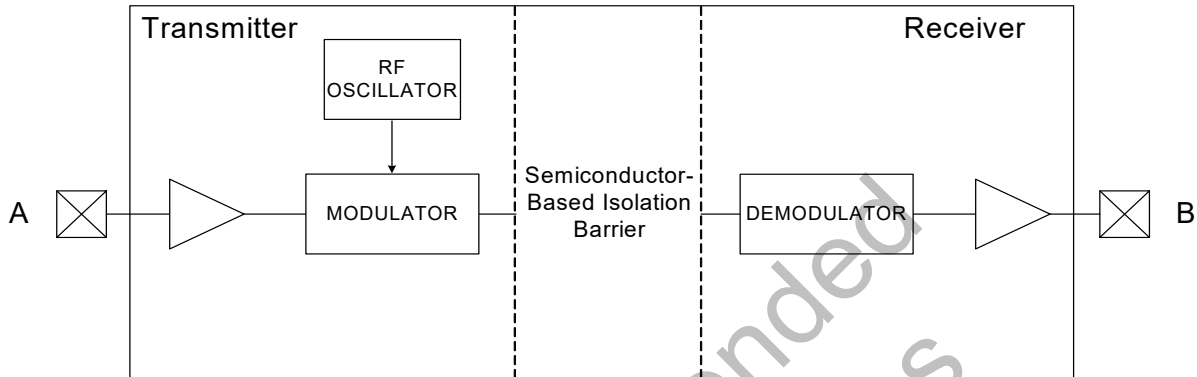 Transmitter
Receiver
RF
OSCILLATOR
A
MODULATOR
Semiconductor-
Based Isolation
Barrier
DEMODULATOR
B